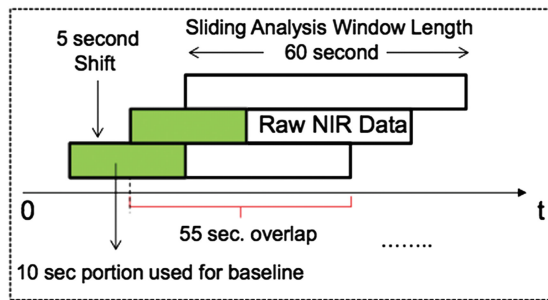 Sliding Analysis Window Length
60 second
5 second
Shift
Raw NIR Data
0
t
55 sec. overlap
........
10 sec portion used for baseline